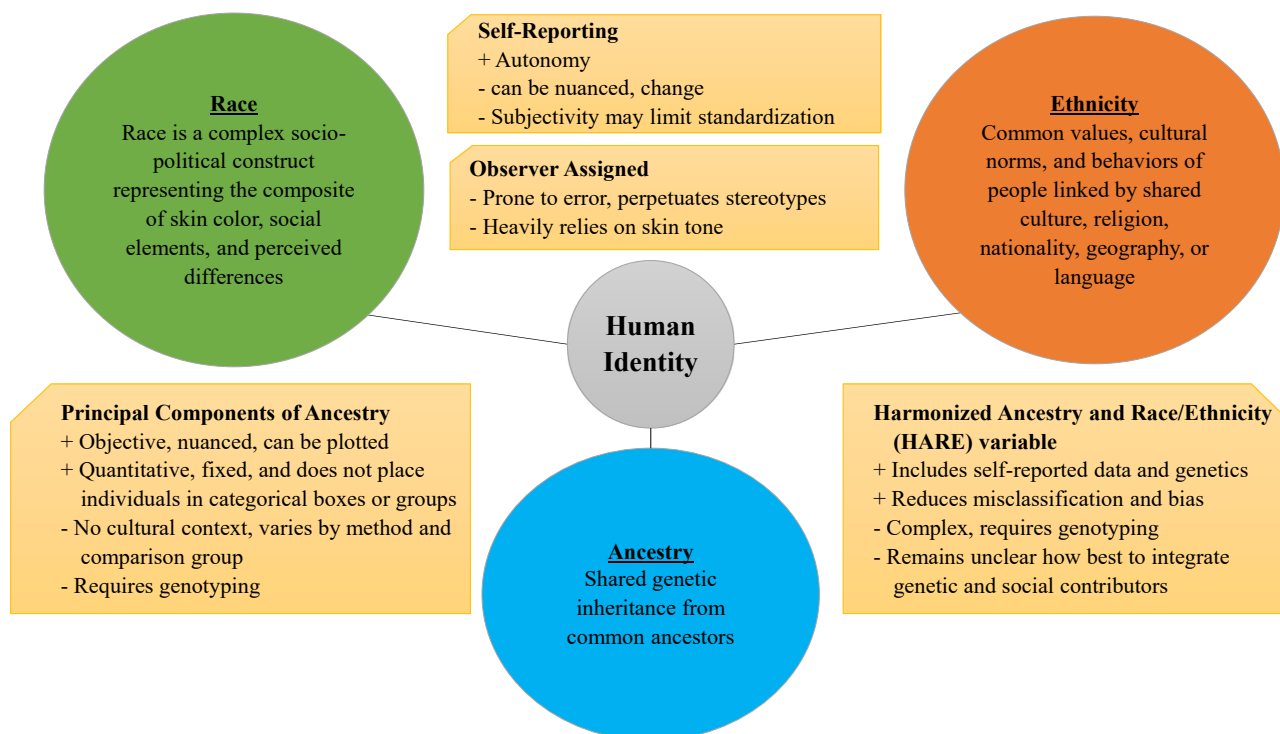 Self-Reporting
+ Autonomy
- can be nuanced, change
- Subjectivity may limit standardization
Race
Race is a complex socio-
political construct
representing the composite
of skin color, social
elements, and perceived
differences
Ethnicity
Common values, cultural
norms, and behaviors of
people linked by shared
culture, religion,
nationality, geography, or
language
Observer Assigned
- Prone to error, perpetuates stereotypes
- Heavily relies on skin tone
Human
Identity
Principal Components of Ancestry
+ Objective, nuanced, can be plotted
+ Quantitative, fixed, and does not place
individuals in categorical boxes or groups
- No cultural context, varies by method and
comparison group
- Requires genotyping
Harmonized Ancestry and Race/Ethnicity
(HARE) variable
+ Includes self-reported data and genetics
+ Reduces misclassification and bias
- Complex, requires genotyping
- Remains unclear how best to integrate
genetic and social contributors
Ancestry
Shared genetic
inheritance from
common ancestors